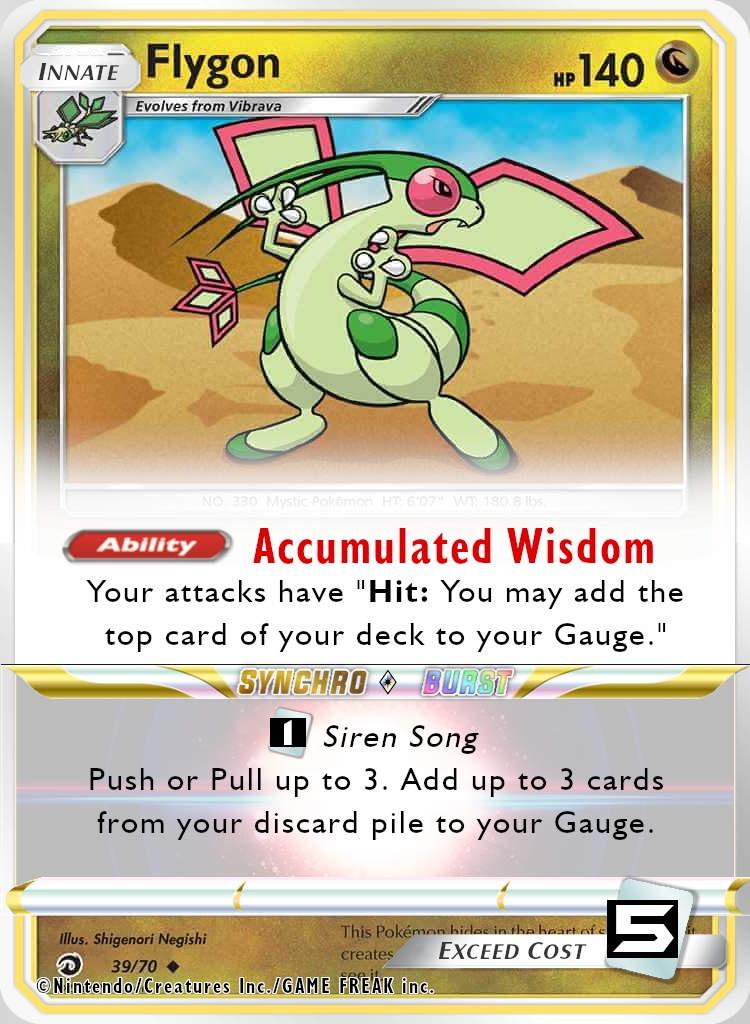 INNATE
Flygon
HP 140
Evolves from Vibrava
NO. 330 Mystic Pokémon HT: 6'07" WT: 180.8 lbs.
Ability Accumulated Wisdom
Your attacks have "Hit: You may add the
top card of your deck to your Gauge."
SYNCHRO BURST
1 Siren Song
Push or Pull up to 3. Add up to 3 cards
from your discard pile to your Gauge.
5
EXCEED COST
Illus. Shigenori Negishi
39/70
This Pokémon hides in the heart of
creates
see it
©Nintendo/Creatures Inc./GAME FREAK inc.